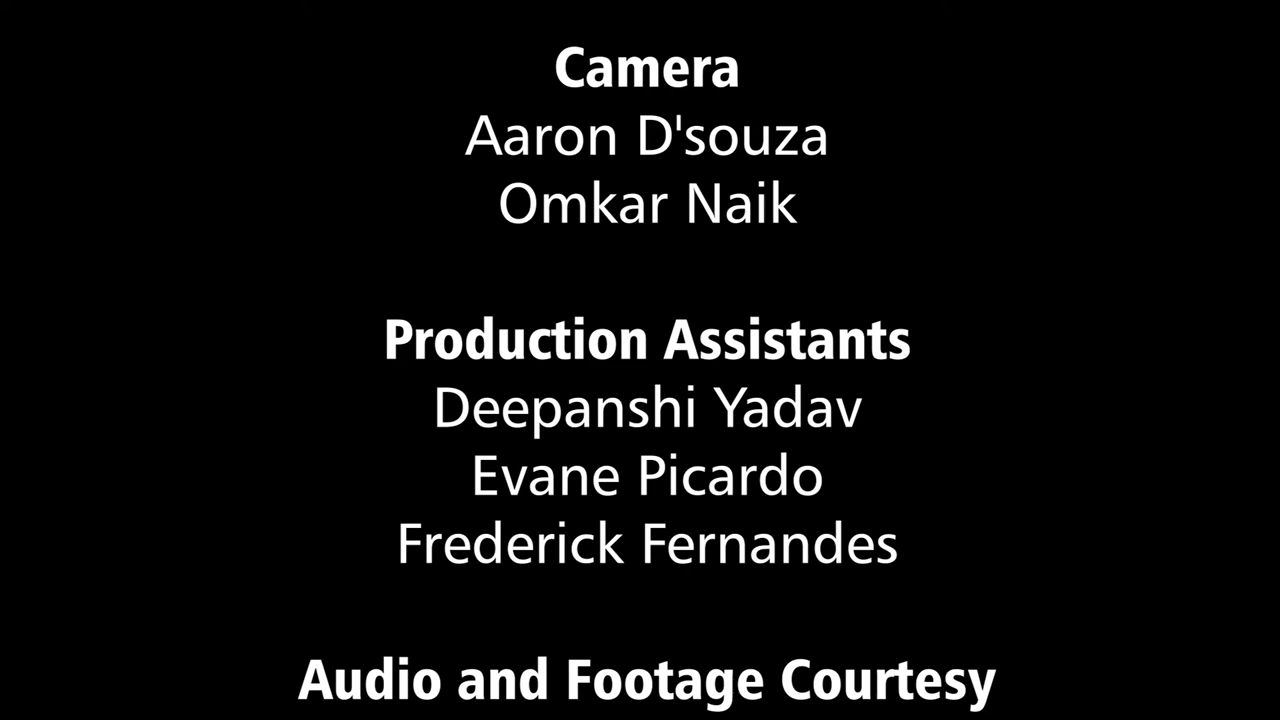 Camera
Aaron D'souza
Omkar Naik
Production Assistants
Deepanshi Yadav
Evane Picardo
Frederick Fernandes
Audio and Footage Courtesy